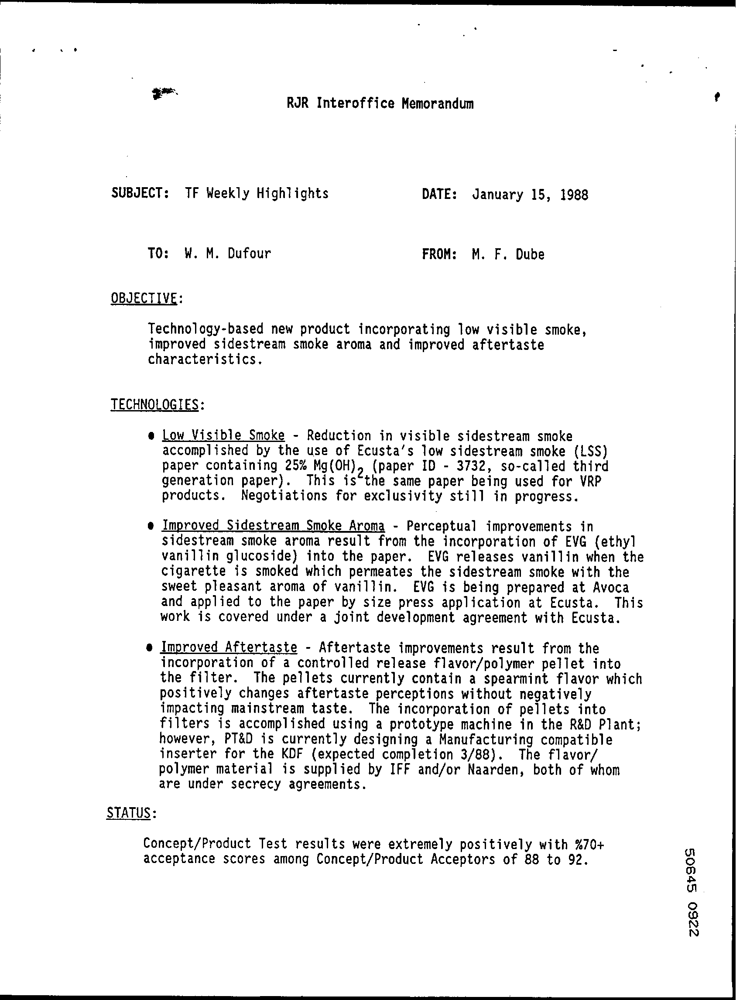 RJR Interoffice Memorandum
SUBJECT: TF Weekly Highlights DATE: January 15, 1988
TO: W. M. Dufour FROM: M. F. Dube
OBJECTIVE:
Technology-based new product incorporating low visible smoke,
improved sidestream smoke aroma and improved aftertaste
characteristics.
TECHNOLOGIES:
• Low Visible Smoke - Reduction in visible sidestream smoke
accomplished by the use of Ecusta's low sidestream smoke (LSS)
paper containing 25% Mg(OH)2 (paper ID - 3732, so-called third
generation paper). This is the same paper being used for VRP
products. Negotiations for exclusivity still in progress.
• Improved Sidestream Smoke Aroma - Perceptual improvements in
sidestream smoke aroma result from the incorporation of EVG (ethyl
vanillin glucoside) into the paper. EVG releases vanillin when the
cigarette is smoked which permeates the sidestream smoke with the
sweet pleasant aroma of vanillin. EVG is being prepared at Avoca
and applied to the paper by size press application at Ecusta. This
work is covered under a joint development agreement with Ecusta.
• Improved Aftertaste - Aftertaste improvements result from the
incorporation of a controlled release flavor/polymer pellet into
the filter. The pellets currently contain a spearmint flavor which
positively changes aftertaste perceptions without negatively
impacting mainstream taste. The incorporation of pellets into
filters is accomplished using a prototype machine in the R&D Plant;
however, PT&D is currently designing a Manufacturing compatible
inserter for the KDF (expected completion 3/88). The flavor/
polymer material is supplied by IFF and/or Naarden, both of whom
are under secrecy agreements.
STATUS:
Concept/Product Test results were extremely positively with %70+
acceptance scores among Concept/Product Acceptors of 88 to 92.
50645 0922